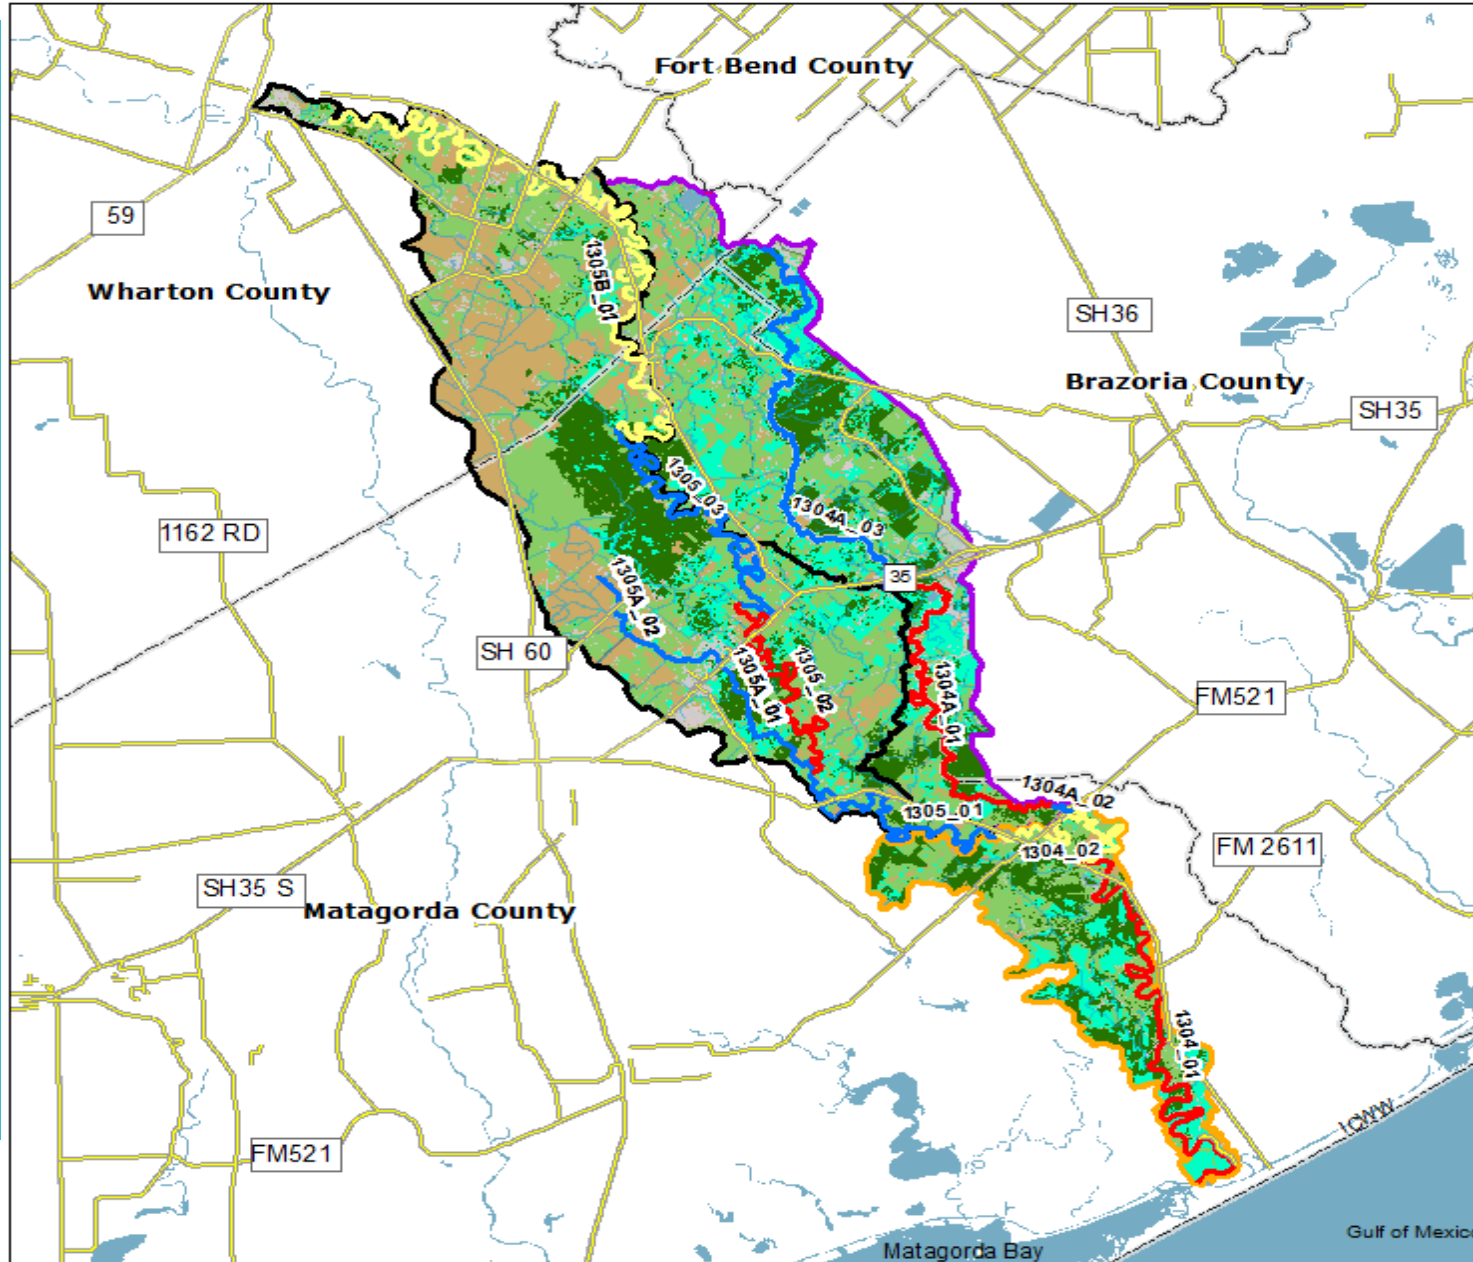 Fort Bend County
59
1305B_01
Wharton County
SH36
Brazoria County
SH35
1305_03
1304A_03
1162 RD
35
1305A_02
SH 60
1305A_01
1305_02
1304A_01
FM521
1304A_02
1305_01
1304_02
FM 2611
SH35 S
Matagorda County
1304_01
ICWW
FM521
Gulf of Mexico
Matagorda Bay